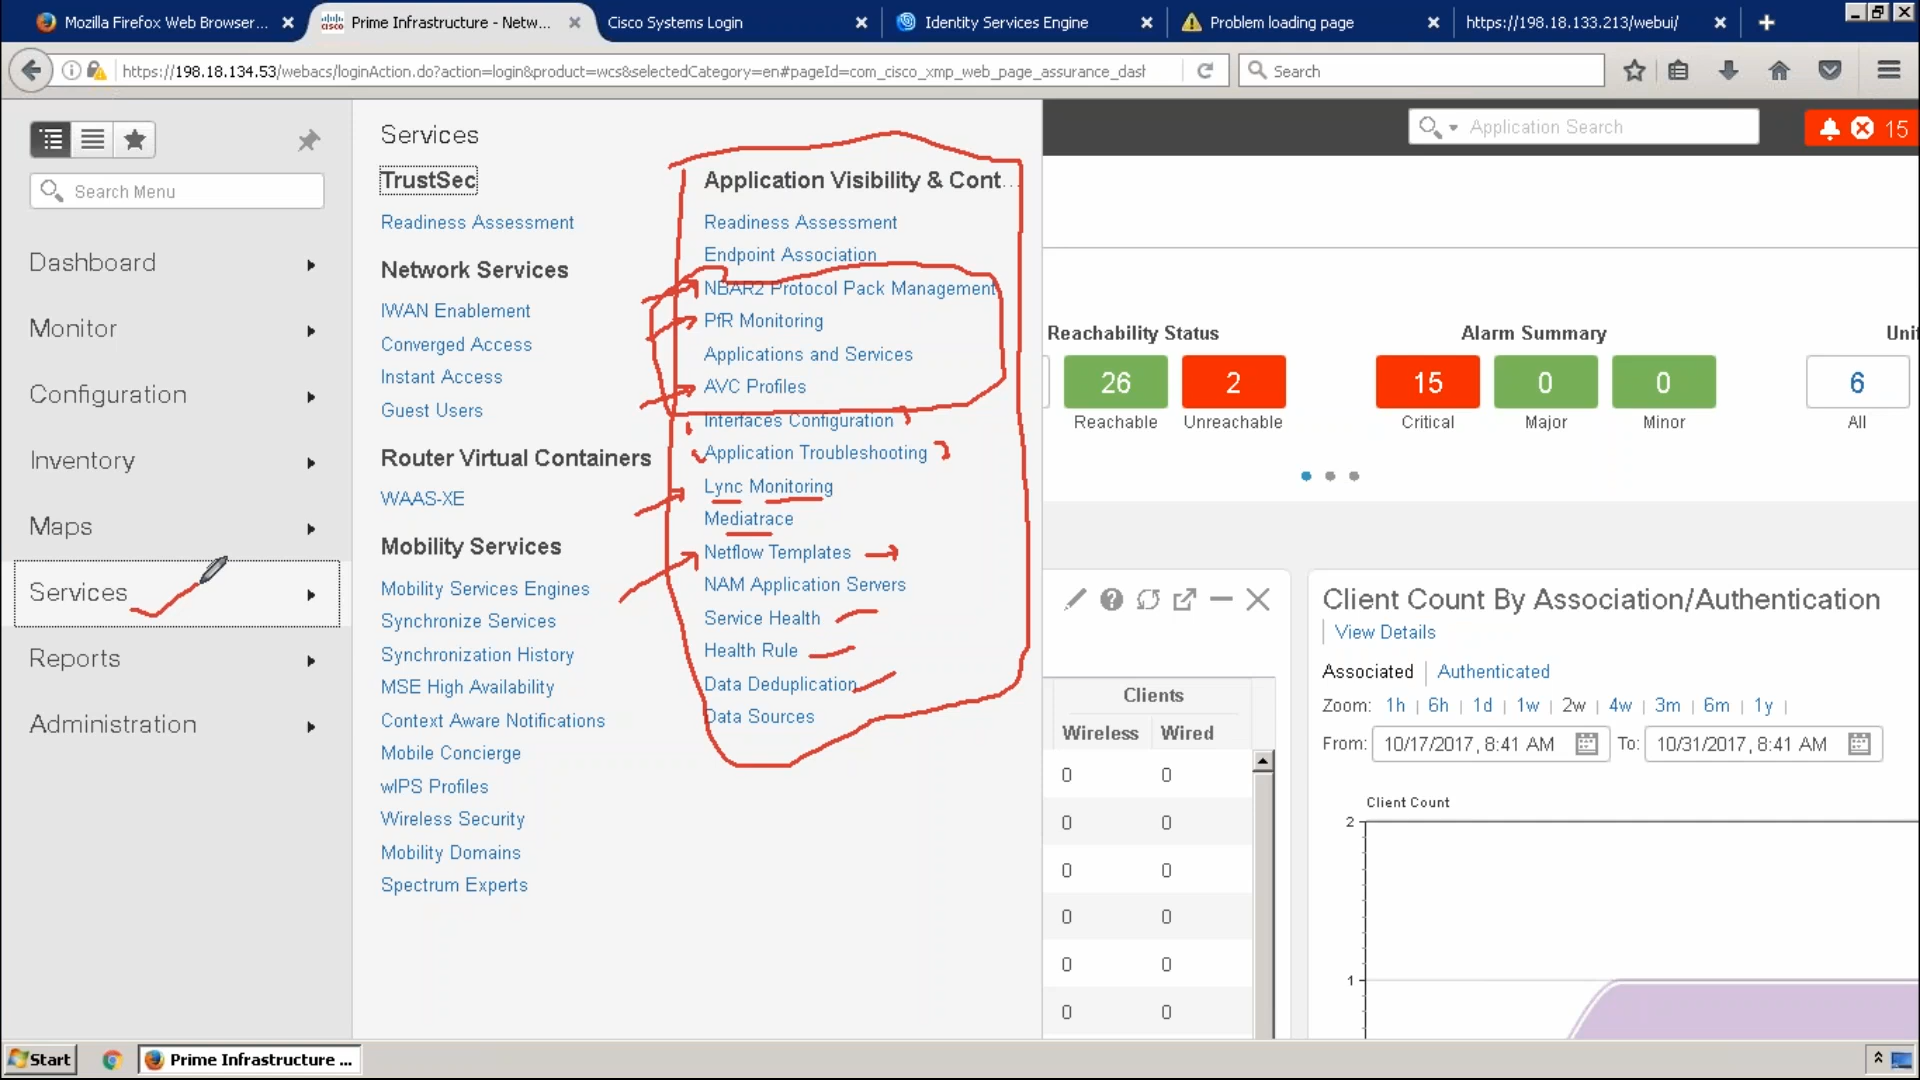 Mozilla Firefox Web Browser...
Prime Infrastructure - Netw...
Cisco Systems Login
Identity Services Engine
Problem loading page
https://198.18.133.213/webui/
https://198.18.134.53/webacs/loginAction.do?action=login&product=wcs&selectedCategory=en#pageId=com_cisco_xmp_web_page_assurance_dasl
Search
Application Search
15
Search Menu
Dashboard
Monitor
Configuration
Inventory
Maps
Services
Reports
Administration
Services
TrustSec
Readiness Assessment
Network Services
IWAN Enablement
Converged Access
Instant Access
Guest Users
Router Virtual Containers
WAAS-XE
Mobility Services
Mobility Services Engines
Synchronize Services
Synchronization History
MSE High Availability
Context Aware Notifications
Mobile Concierge
wIPS Profiles
Wireless Security
Mobility Domains
Spectrum Experts
Application Visibility & Cont...
Readiness Assessment
Endpoint Association
NBAR2 Protocol Pack Management
PfR Monitoring
Applications and Services
AVC Profiles
Interfaces Configuration
Application Troubleshooting
Lync Monitoring
Mediatrace
Netflow Templates
NAM Application Servers
Service Health
Health Rule
Data Deduplication
Data Sources
Reachability Status
26
Reachable
2
Unreachable
Alarm Summary
15
Critical
0
Major
0
Minor
Unif
6
All
Clients
Wireless Wired
0 0
0 0
0 0
0 0
0 0
0 0
Client Count By Association/Authentication
View Details
Associated | Authenticated
Zoom: 1h | 6h | 1d | 1w | 2w | 4w | 3m | 6m | 1y |
From: 10/17/2017, 8:41 AM To: 10/31/2017, 8:41 AM
Client Count
2
1
Start
Prime Infrastructure ...